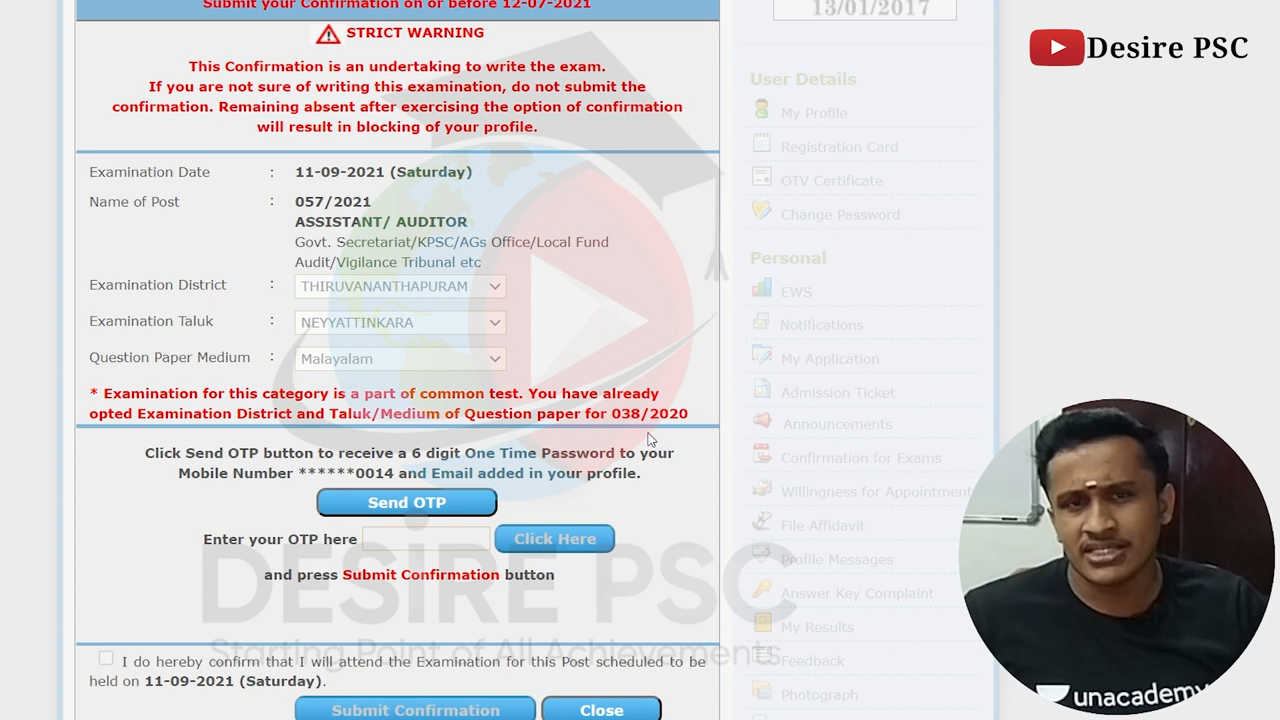 Submit your Confirmation on or before 12-07-2021
STRICT WARNING
This Confirmation is an undertaking to write the exam.
If you are not sure of writing this examination, do not submit the
confirmation. Remaining absent after exercising the option of confirmation
will result in blocking of your profile.
Examination Date : 11-09-2021 (Saturday)
Name of Post : 057/2021
ASSISTANT/ AUDITOR
Govt. Secretariat/KPSC/AGs Office/Local Fund
Audit/Vigilance Tribunal etc
Examination District : THIRUVANANTHAPURAM
Examination Taluk : NEYYATTINKARA
Question Paper Medium : Malayalam
* Examination for this category is a part of common test. You have already
opted Examination District and Taluk/Medium of Question paper for 038/2020
Click Send OTP button to receive a 6 digit One Time Password to your
Mobile Number ******0014 and Email added in your profile.
Send OTP
Enter your OTP here Click Here
and press Submit Confirmation button
I do hereby confirm that I will attend the Examination for this Post scheduled to be
held on 11-09-2021 (Saturday).
Submit Confirmation Close
DESIRE PSC
Starting Point of All Achievements
13/01/2017
User Details
My Profile
Registration Card
OTV Certificate
Change Password
Personal
EWS
Notifications
My Application
Admission Ticket
Announcements
Confirmation for Exams
Willingness for Appointment
File Affidavit
Profile Messages
Answer Key Complaint
My Results
Feedback
Photograph
Desire PSC
unacademy